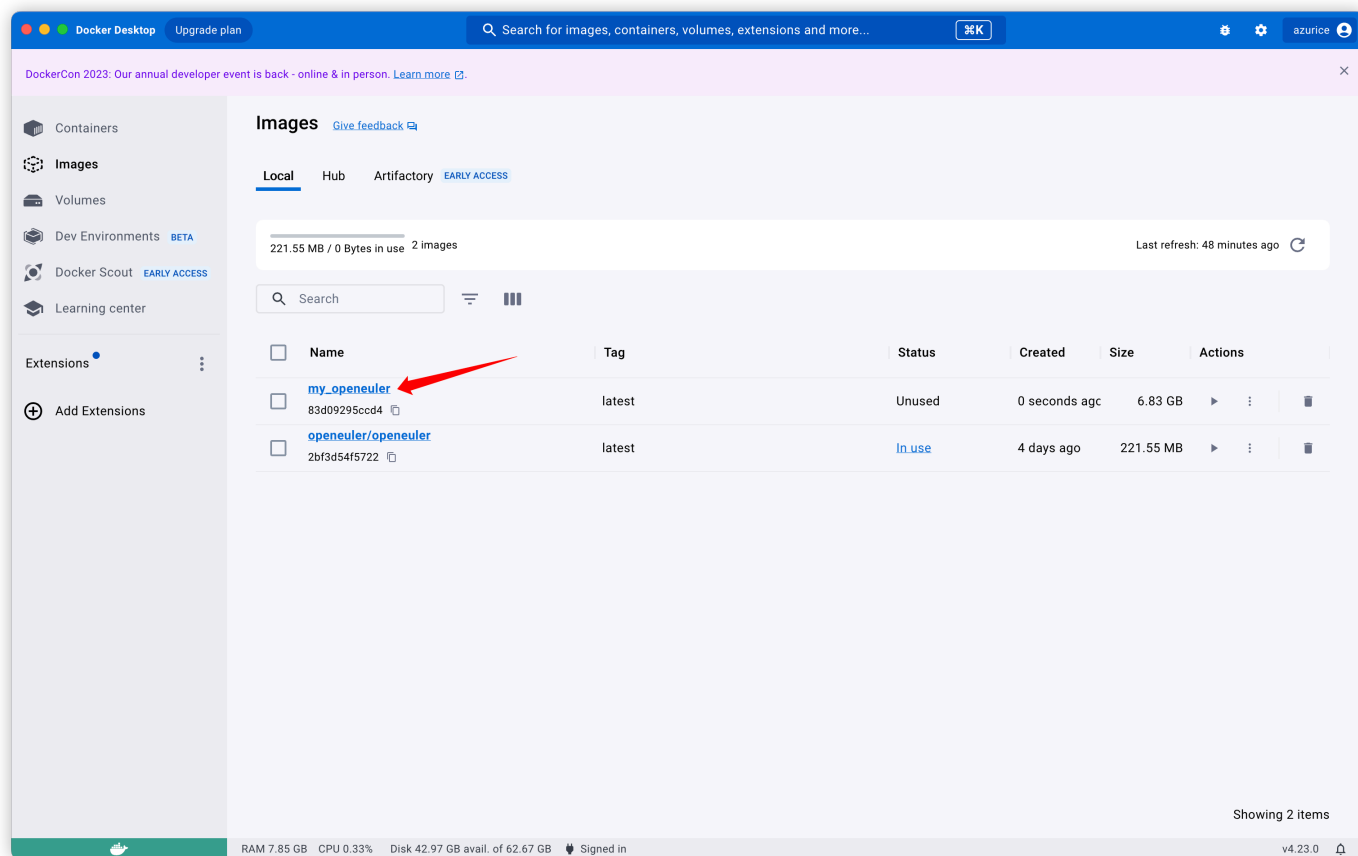 Docker Desktop Upgrade plan Search for images, containers, volumes, extensions and more... ⌘K azurice
DockerCon 2023: Our annual developer event is back - online & in person. Learn more .
Containers
Images
Volumes
Dev Environments BETA
Docker Scout EARLY ACCESS
Learning center
Extensions
Add Extensions
Images Give feedback
Local Hub Artifactory EARLY ACCESS
221.55 MB / 0 Bytes in use 2 images Last refresh: 48 minutes ago
Search
Name Tag Status Created Size Actions
my_openeuler
83d09295ccd4 latest Unused 0 seconds agc 6.83 GB
openeuler/openeuler
2bf3d54f5722 latest In use 4 days ago 221.55 MB
Showing 2 items
RAM 7.85 GB CPU 0.33% Disk 42.97 GB avail. of 62.67 GB Signed in v4.23.0